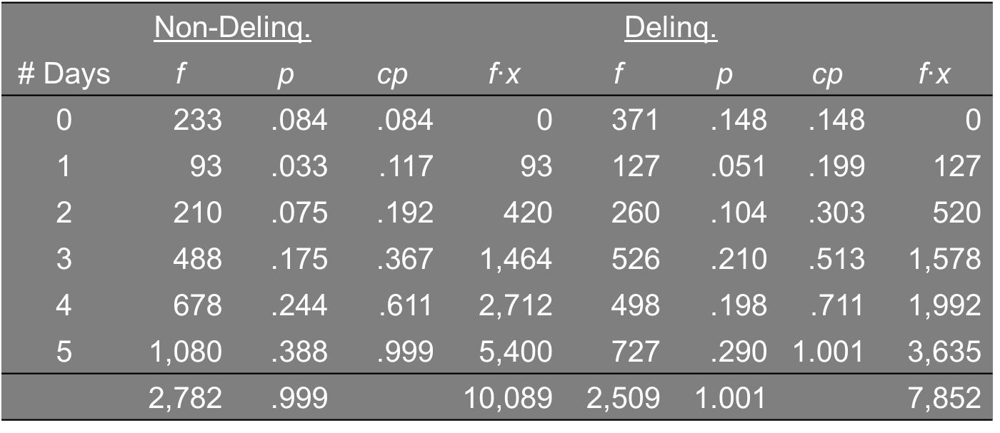 Non-Delinq. Delinq.
# Days f p cp f·x f p cp f·x
0 233 .084 .084 0 371 .148 .148 0
1 93 .033 .117 93 127 .051 .199 127
2 210 .075 .192 420 260 .104 .303 520
3 488 .175 .367 1,464 526 .210 .513 1,578
4 678 .244 .611 2,712 498 .198 .711 1,992
5 1,080 .388 .999 5,400 727 .290 1.001 3,635
2,782 .999 10,089 2,509 1.001 7,852